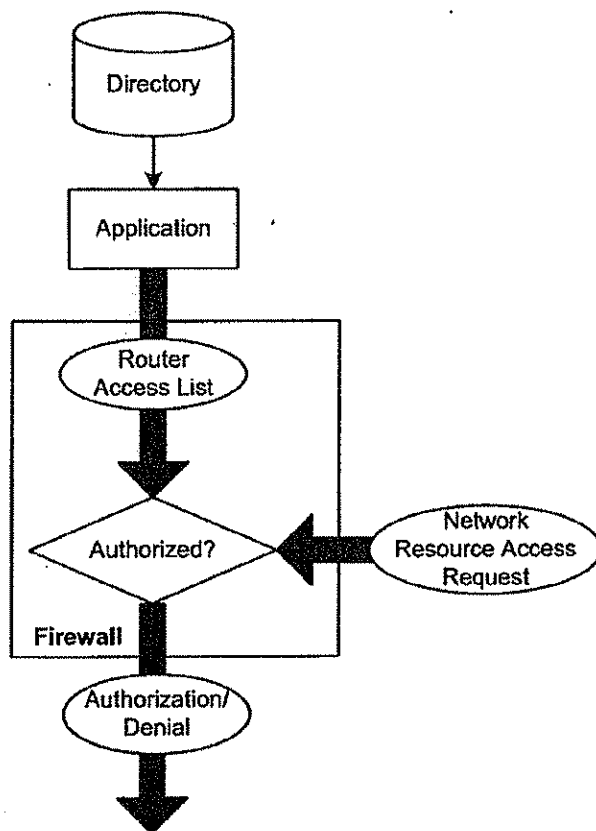 Directory
Application
Router
Access List
Authorized?
Network
Resource Access
Request
Firewall
Authorization/
Denial